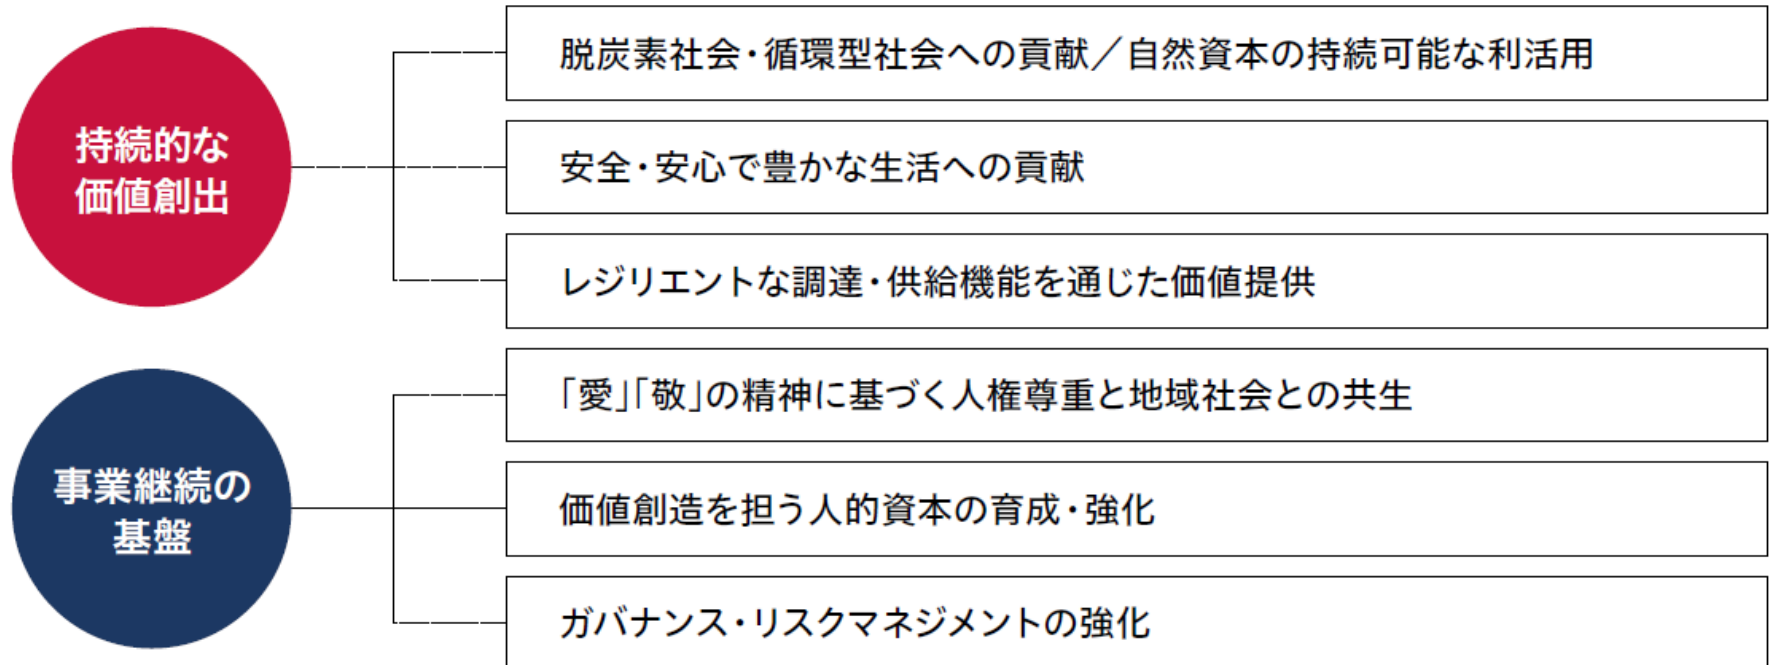 持続的な
価値創出
脱炭素社会・循環型社会への貢献／自然資本の持続可能な利活用
安全・安心で豊かな生活への貢献
レジリエントな調達・供給機能を通じた価値提供
事業継続の
基盤
「愛」「敬」の精神に基づく人権尊重と地域社会との共生
価値創造を担う人的資本の育成・強化
ガバナンス・リスクマネジメントの強化